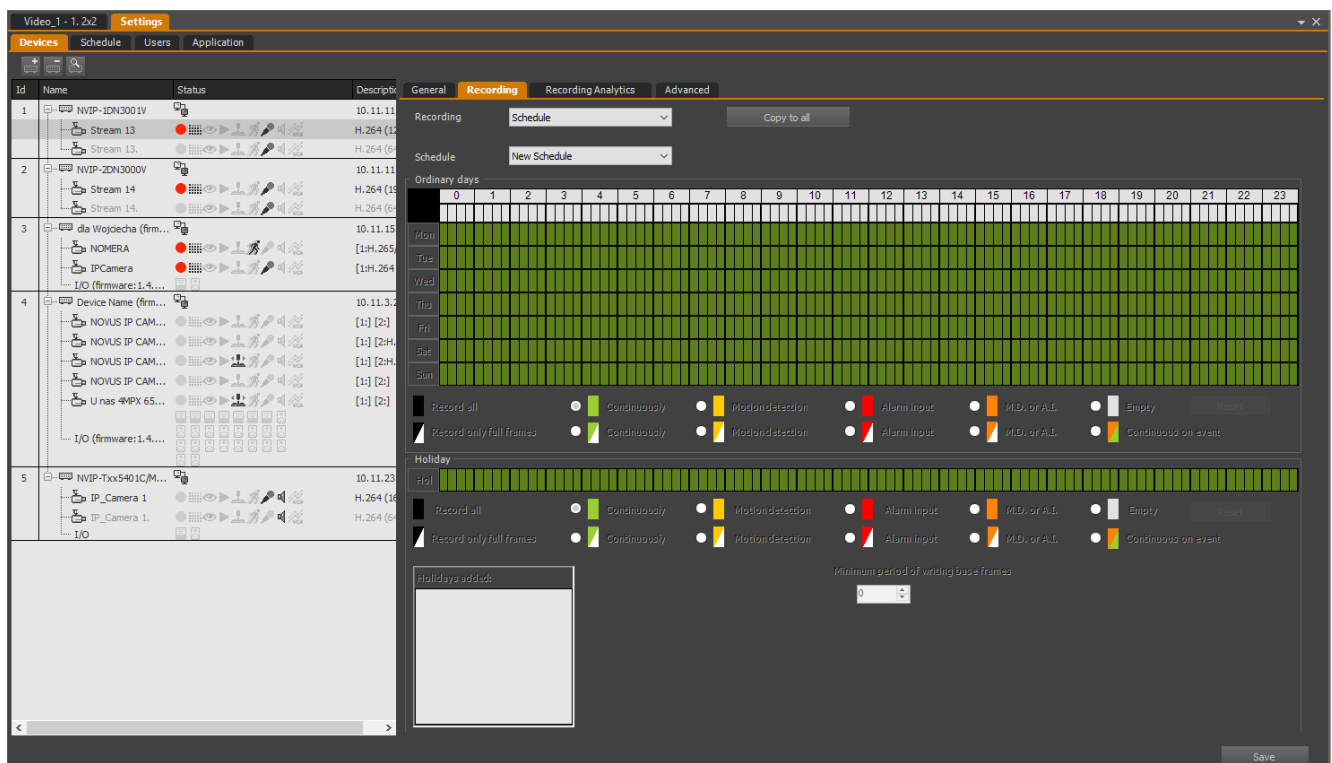 Video_1 - 1. 2x2 Settings
Devices Schedule Users Application
Id Name Status Descriptio
General Recording Recording Analytics Advanced
1 NVIP-1DN3001V 10.11.11
Stream 13 H.264 (12
Stream 13. H.264 (64
2 NVIP-2DN3000V 10.11.11
Stream 14 H.264 (19
Stream 14. H.264 (64
3 dla Wojciecha (firm... 10.11.15
NOMERA [1:H.265,
IPCamera [1:H.264
I/O (firmware:1.4....
4 Device Name (firm... 10.11.3.2
NOVUS IP CAM... [1:] [2:]
NOVUS IP CAM... [1:] [2:H.
NOVUS IP CAM... [1:] [2:H.
NOVUS IP CAM... [1:] [2:]
U nas 4MPX 65... [1:] [2:]
I/O (firmware:1.4....
5 NVIP-Txx5401C/M... 10.11.23
IP_Camera 1 H.264 (16
IP_Camera 1. H.264 (64
I/O
Recording Schedule Copy to all
Schedule New Schedule
Ordinary days
0 1 2 3 4 5 6 7 8 9 10 11 12 13 14 15 16 17 18 19 20 21 22 23
Mon
Tue
Wed
Thu
Fri
Sat
Sun
Record all Continuously Motion detection Alarm input M.D. or A.I. Empty Reset
Record only full frames Continuously Motion detection Alarm input M.D. or A.I. Continuous on event
Holiday
Hol
Record all Continuously Motion detection Alarm input M.D. or A.I. Empty Reset
Record only full frames Continuously Motion detection Alarm input M.D. or A.I. Continuous on event
Holidays added:
Minimum period of writing base frames
0
Save